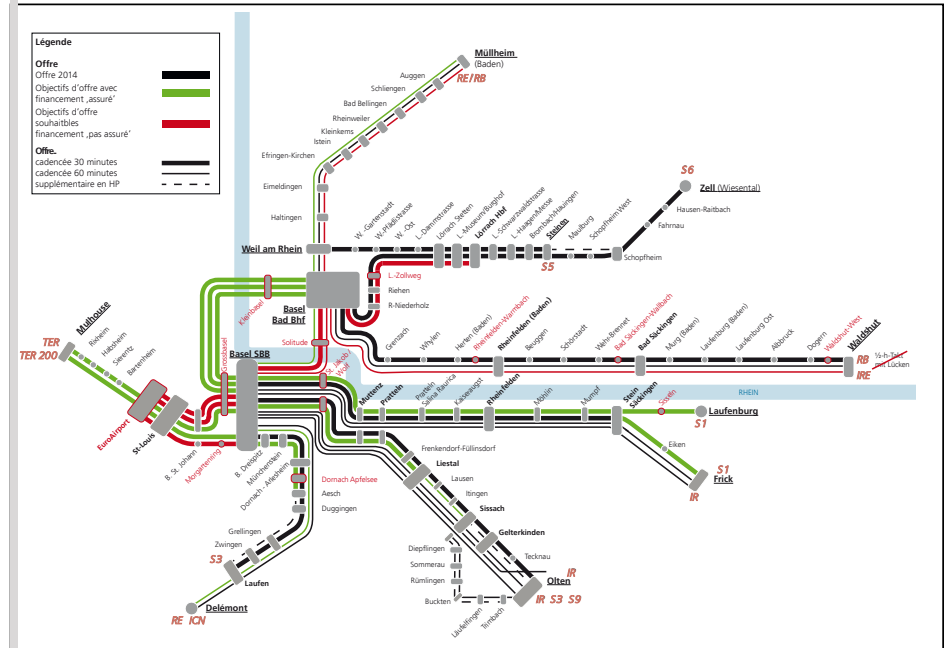 Légende
Offre
Offre 2014
Objectifs d'offre avec
financement ,assuré'
Objectifs d'offre
souhaitbles
financement ,pas assuré'
Offre.
cadencée 30 minutes
cadencée 60 minutes
supplémentaire en HP
Müllheim
(Baden)
RE/RB
Auggen
Schliengen
Bad Bellingen
Rheinweiler
Kleinkems
Istein
Efringen-Kirchen
Eimeldingen
Haltingen
Weil am Rhein
W.-Gartenstadt
W.-Pfädlistrasse
W.-Ost
L.-Dammstrasse
Lörrach Stetten
L.-Museum/Burghof
Lörrach Hbf
L.-Schwarzwaldstrasse
L.-Haagen/Messe
Brombach/Hauingen
Steinen
S5
Maulburg
Schopfheim West
Schopfheim
Fahrnau
Hausen-Raitbach
Zell (Wiesental)
S6
L.-Zollweg
Riehen
R-Niederholz
Basel
Bad Bhf
Kleinbasel
Solitude
Mulhouse
TER
TER 200
Rixheim
Habsheim
Sierentz
Bartenheim
EuroAirport
St-Louis
B. St. Johann
Morgartenring
Grossbasel
Basel SBB
St. Jakob
Wolf
Grenzach
Whylen
Herten (Baden)
Rheinfelden-Warmbach
Rheinfelden (Baden)
Beuggen
Schörstadt
Wehr-Brennet
Bad Säckingen-Wallbach
Bad Säckingen
Murg (Baden)
Laufenburg (Baden)
Laufenburg Ost
Albbruck
Dogern
Waldshut-West
Waldshut
RB
IRE
½-h-Takt
mit Lücken
RHEIN
Muttenz
Pratteln
Pratteln
Salina Raurica
Kaiseraugst
Rheinfelden
Möhlin
Mumpf
Stein
Säckingen
Sisseln
Laufenburg
S1
Eiken
S1
Frick
IR
Frenkendorf-Füllinsdorf
Liestal
Lausen
Itingen
Sissach
Gelterkinden
Tecknau
IR
Olten
IR S3 S9
Diepflingen
Sommerau
Rümlingen
Buckten
Läufelfingen
Trimbach
B. Dreispitz
Münchenstein
Dornach - Arlesheim
Dornach Apfelsee
Aesch
Duggingen
Grellingen
Zwingen
S3
Laufen
Delémont
RE ICN